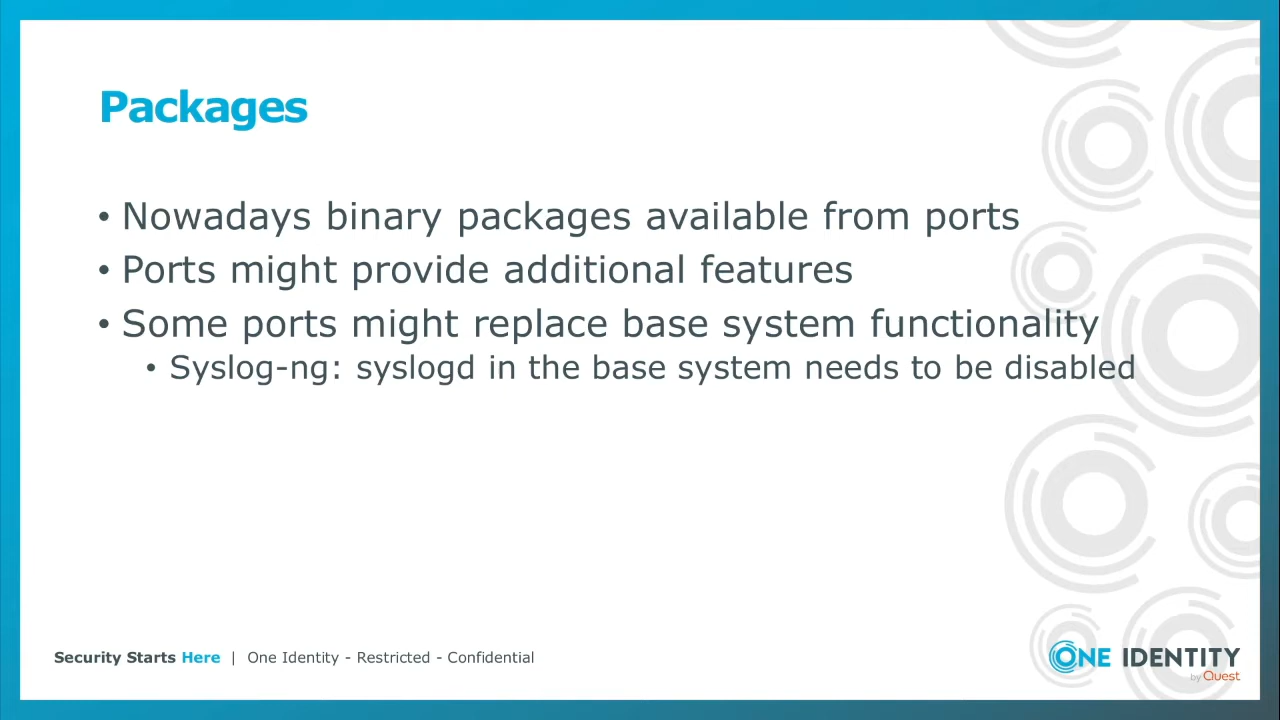 Packages
• Nowadays binary packages available from ports
• Ports might provide additional features
• Some ports might replace base system functionality
• Syslog-ng: syslogd in the base system needs to be disabled
Security Starts Here | One Identity - Restricted - Confidential
ONE IDENTITY
by Quest